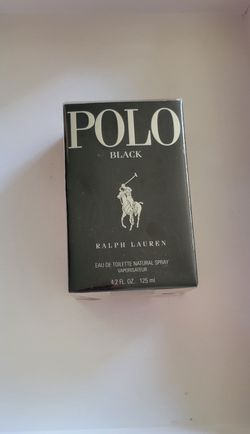 POLO
BLACK
RALPH LAUREN
EAU DE TOILETTE NATURAL SPRAY
VAPORISATEUR
4.2 FL. OZ. 125 ml